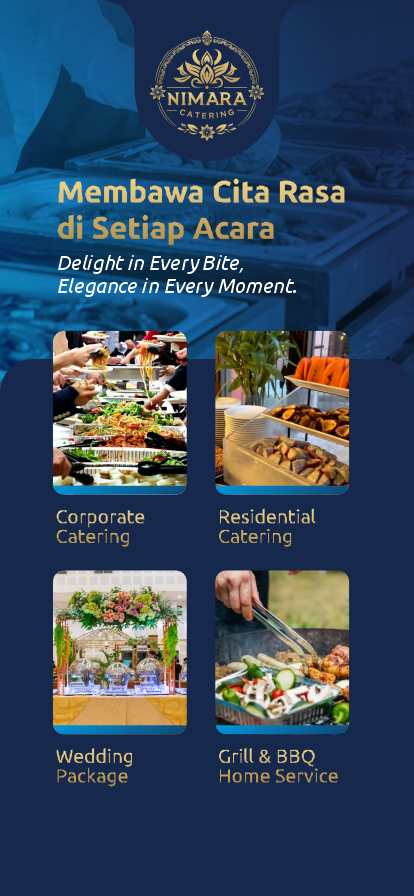 NIMARA
CATERING
Membawa Cita Rasa
di Setiap Acara
Delight in Every Bite,
Elegance in Every Moment.
Corporate
Catering
Residential
Catering
Wedding
Package
Grill & BBQ
Home Service